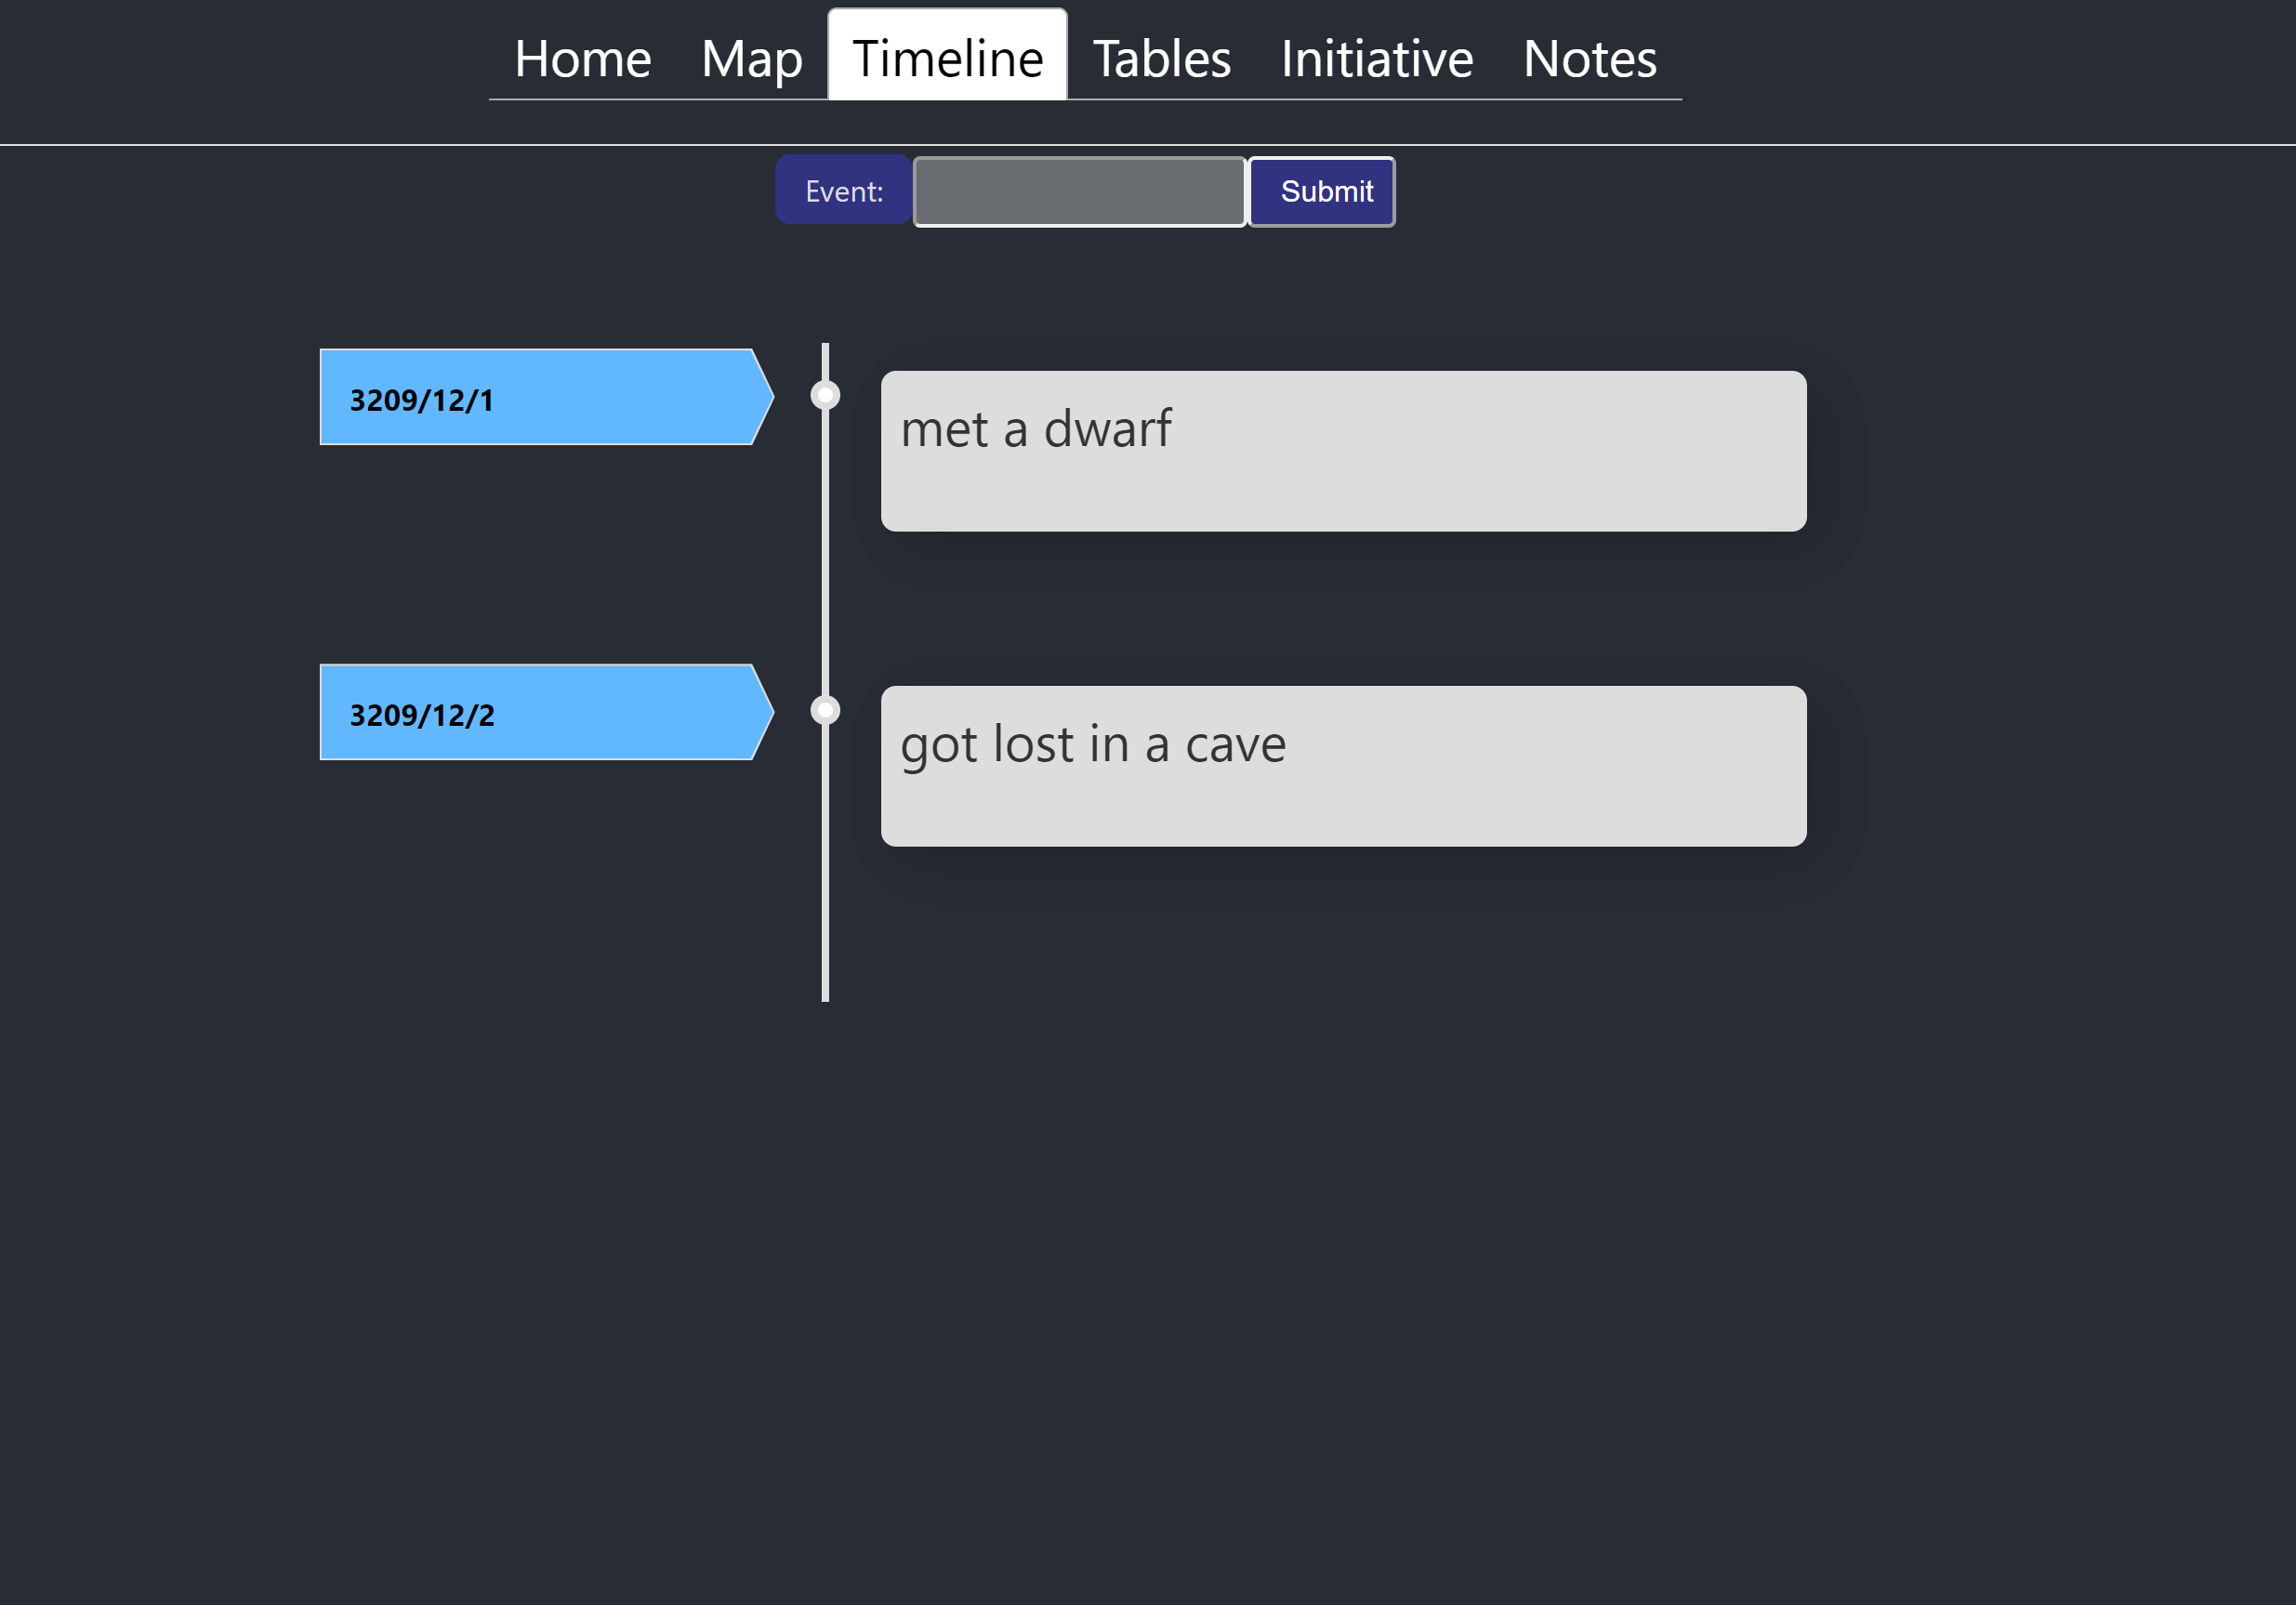 Home Map Timeline Tables Initiative Notes
Event: Submit
3209/12/1
met a dwarf
3209/12/2
got lost in a cave